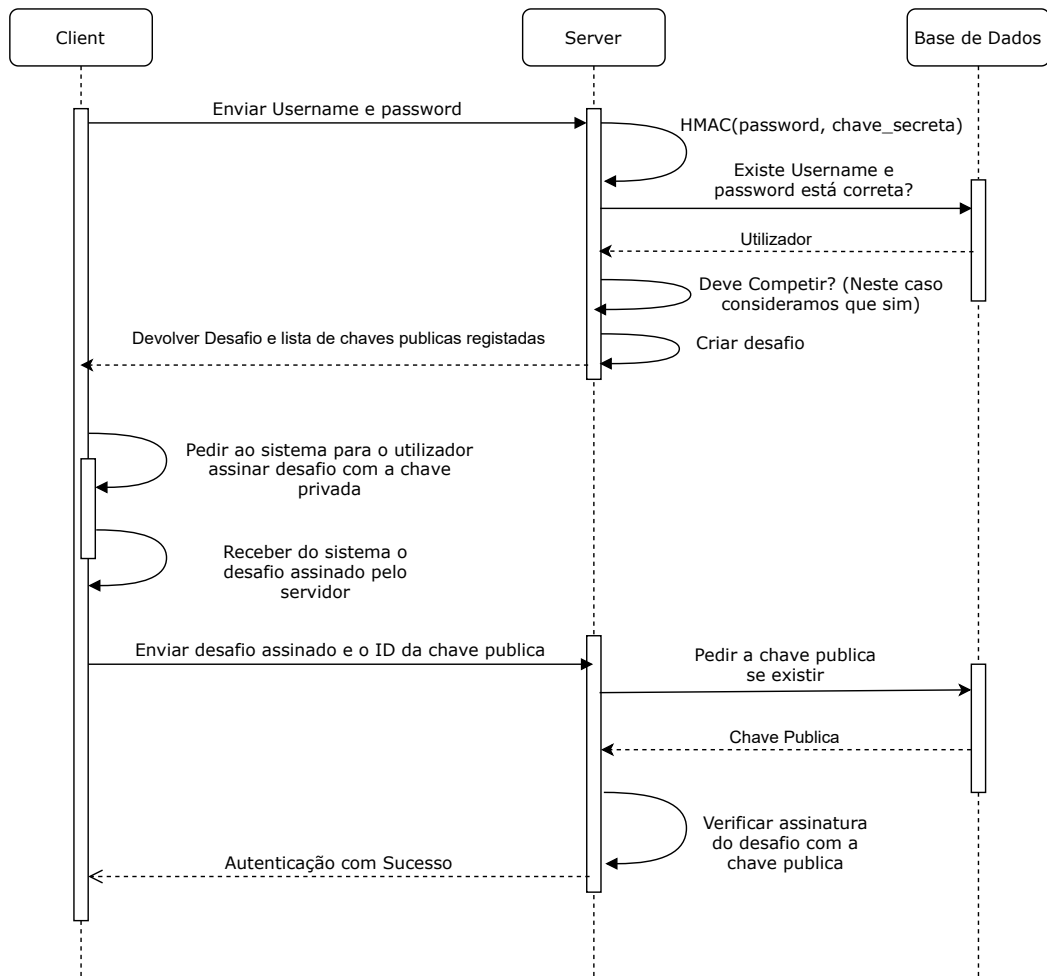 Client
Server
Base de Dados
Enviar Username e password
HMAC(password, chave_secreta)
Existe Username e
password está correta?
Utilizador
Deve Competir? (Neste caso
consideramos que sim)
Devolver Desafio e lista de chaves publicas registadas
Criar desafio
Pedir ao sistema para o utilizador
assinar desafio com a chave
privada
Receber do sistema o
desafio assinado pelo
servidor
Enviar desafio assinado e o ID da chave publica
Pedir a chave publica
se existir
Chave Publica
Verificar assinatura
do desafio com a
chave publica
Autenticação com Sucesso